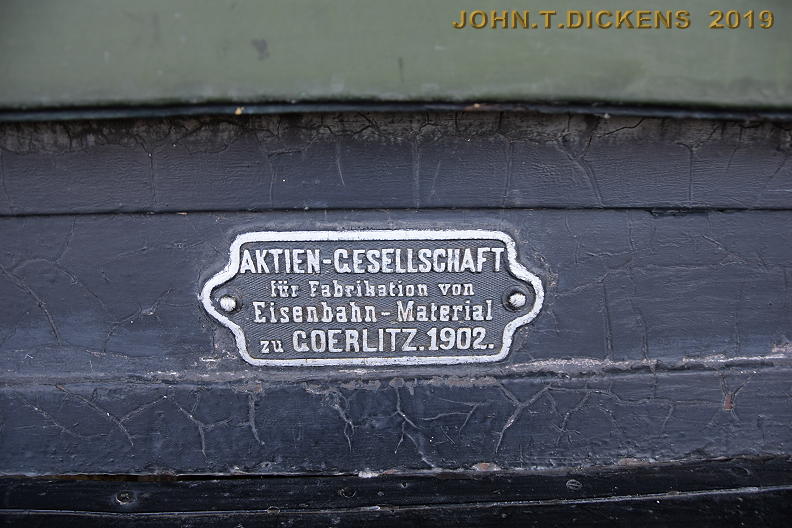 JOHN.T.DICKENS 2019
AKTIEN-GESELLSCHAFT
für Fabrikation von
Eisenbahn-Material
zu GOERLITZ.1902.